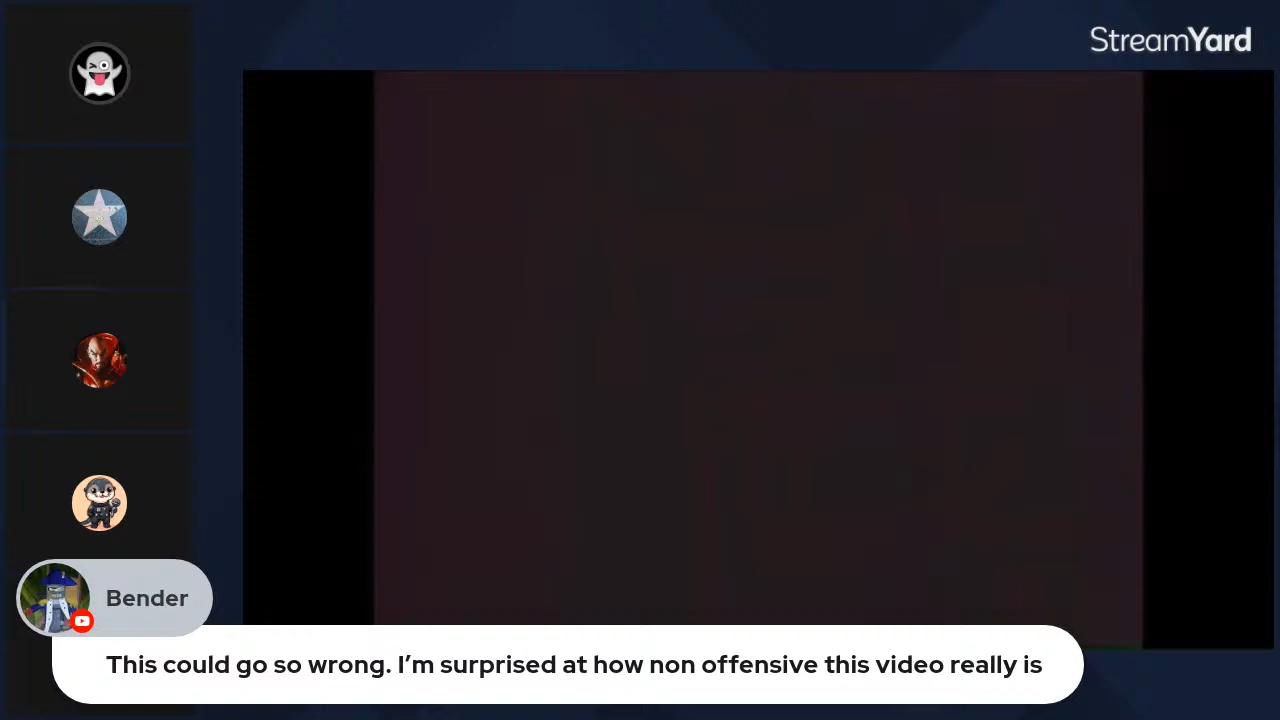 StreamYard
Bender
This could go so wrong. I’m surprised at how non offensive this video really is